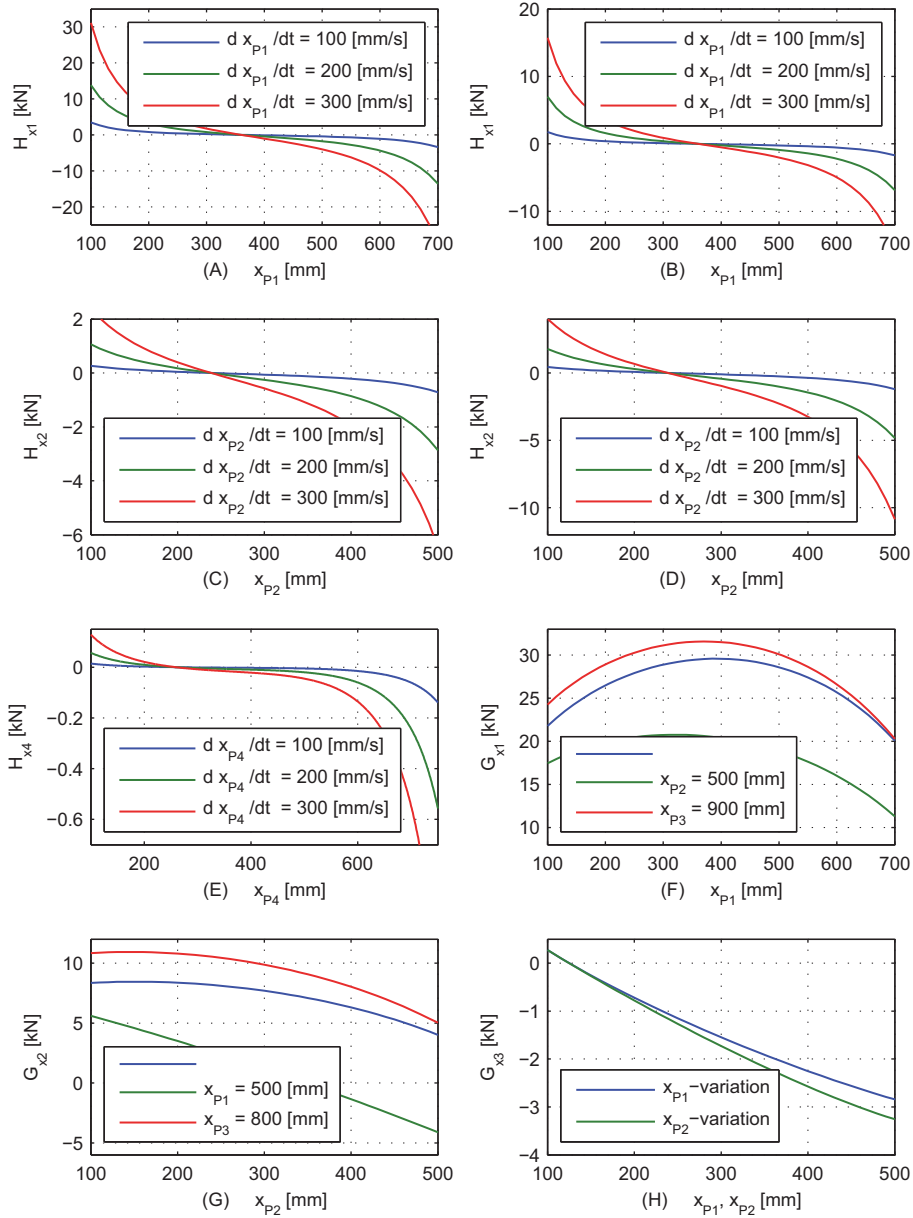 30
20
10
0
−10
−20
H_x1 [kN]
d x_P1 /dt = 100 [mm/s]
d x_P1 /dt = 200 [mm/s]
d x_P1 /dt = 300 [mm/s]
100 200 300 400 500 600 700
(A) x_P1 [mm]
20
10
0
−10
H_x1 [kN]
d x_P1 /dt = 100 [mm/s]
d x_P1 /dt = 200 [mm/s]
d x_P1 /dt = 300 [mm/s]
100 200 300 400 500 600 700
(B) x_P1 [mm]
2
0
−2
−4
−6
H_x2 [kN]
d x_P2 /dt = 100 [mm/s]
d x_P2 /dt = 200 [mm/s]
d x_P2 /dt = 300 [mm/s]
100 200 300 400 500
(C) x_P2 [mm]
0
−5
−10
H_x2 [kN]
d x_P2 /dt = 100 [mm/s]
d x_P2 /dt = 200 [mm/s]
d x_P2 /dt = 300 [mm/s]
100 200 300 400 500
(D) x_P2 [mm]
0
−0.2
−0.4
−0.6
H_x4 [kN]
d x_P4 /dt = 100 [mm/s]
d x_P4 /dt = 200 [mm/s]
d x_P4 /dt = 300 [mm/s]
200 400 600
(E) x_P4 [mm]
30
25
20
15
10
G_x1 [kN]
x_P2 = 500 [mm]
x_P3 = 900 [mm]
100 200 300 400 500 600 700
(F) x_P1 [mm]
10
5
0
−5
G_x2 [kN]
x_P1 = 500 [mm]
x_P3 = 800 [mm]
100 200 300 400 500
(G) x_P2 [mm]
0
−1
−2
−3
−4
G_x3 [kN]
x_P1−variation
x_P2−variation
100 200 300 400 500
(H) x_P1, x_P2 [mm]